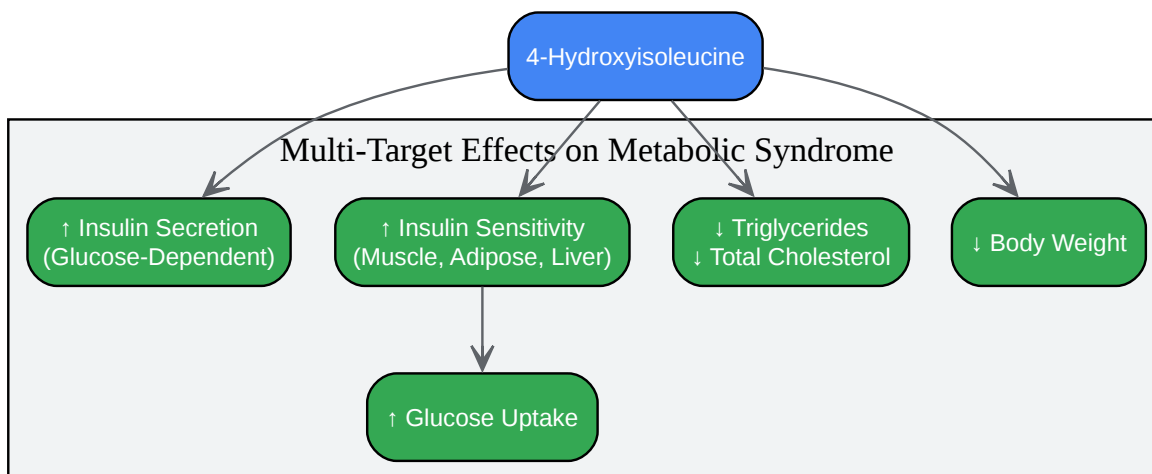 4-Hydroxyisoleucine
Multi-Target Effects on Metabolic Syndrome
↑ Insulin Secretion
(Glucose-Dependent)
↑ Insulin Sensitivity
(Muscle, Adipose, Liver)
↓ Triglycerides
↓ Total Cholesterol
↓ Body Weight
↑ Glucose Uptake